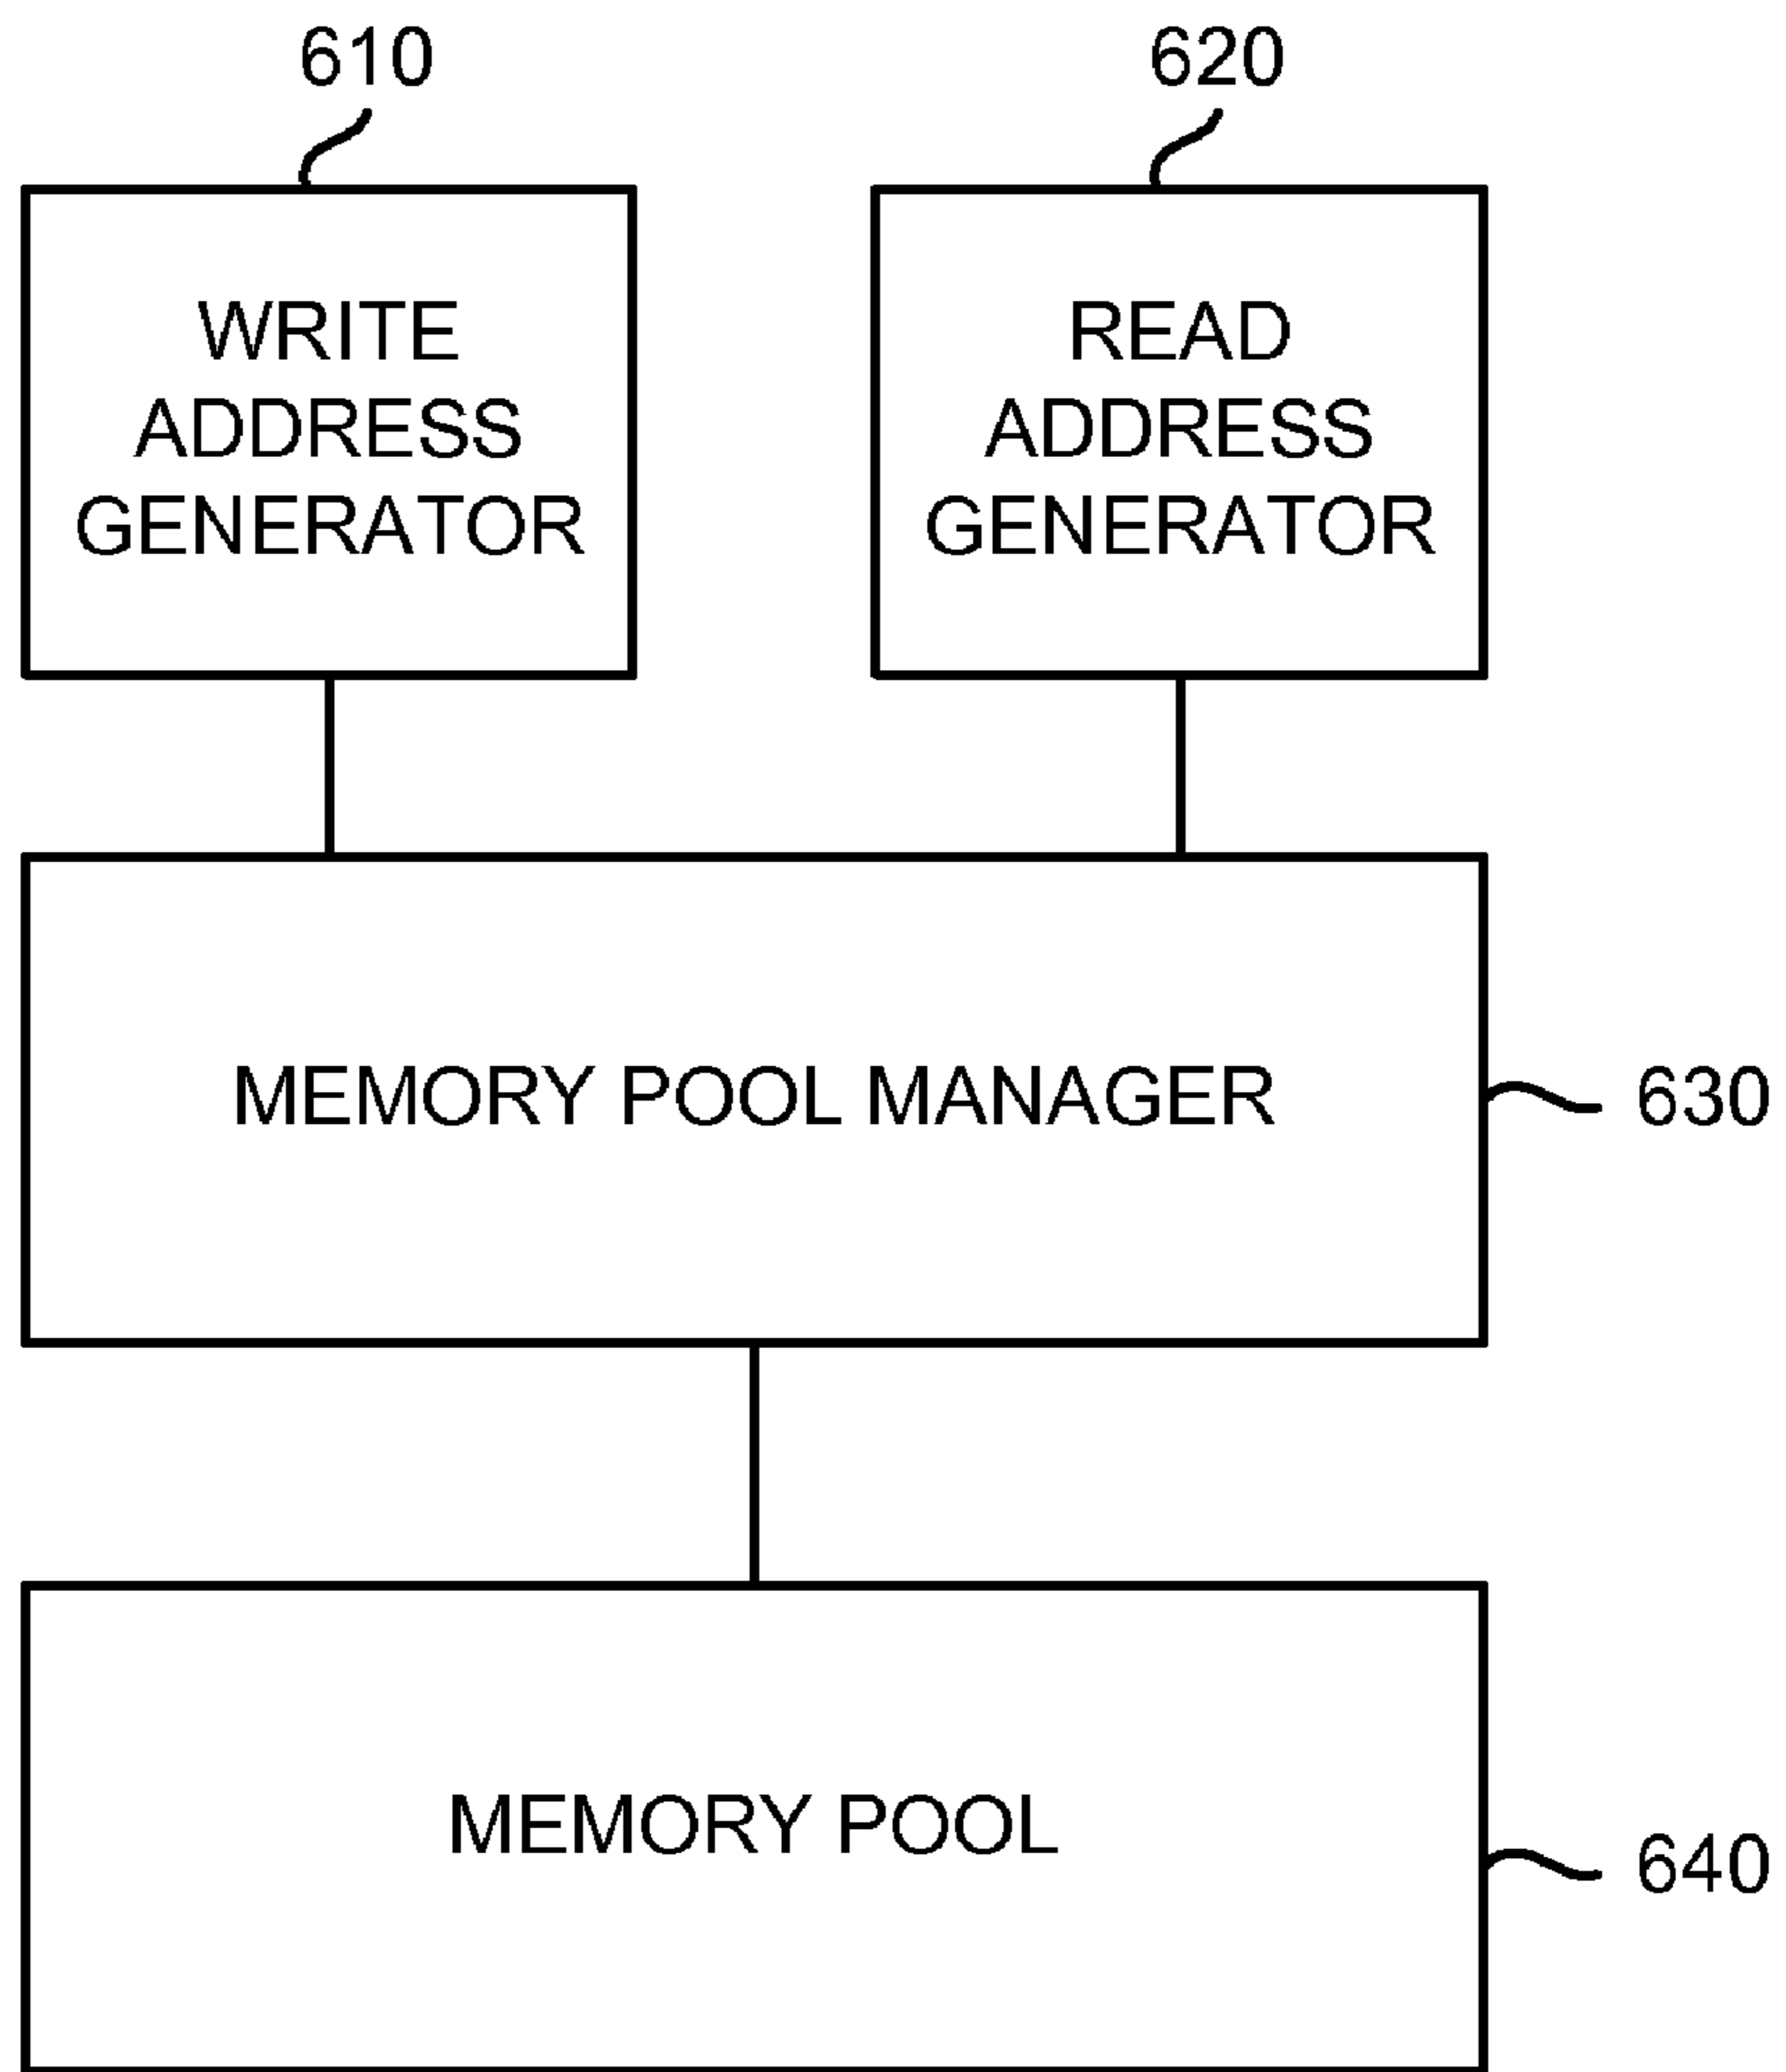 610
620
WRITE
ADDRESS
GENERATOR
READ
ADDRESS
GENERATOR
MEMORY POOL MANAGER
630
MEMORY POOL
640